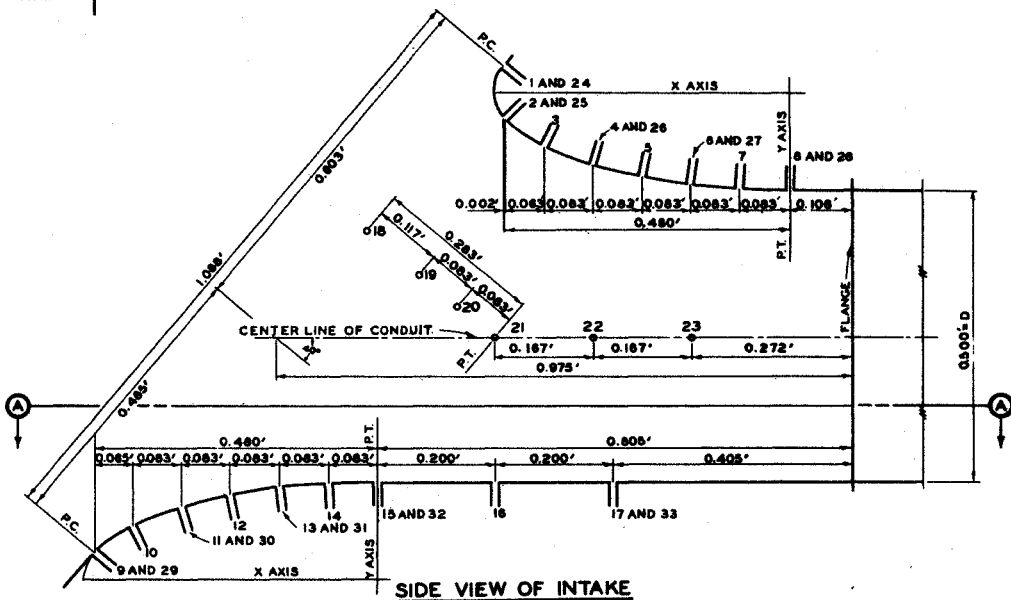 P.C.
1 AND 24
X AXIS
2 AND 25
3
4 AND 26
5
6 AND 27
7
Y AXIS
8 AND 28
0.603'
1.088'
0.485'
0.002'
0.083'
0.083'
0.083'
0.083'
0.083'
0.083'
0.106'
0.480'
P.T.
18
0.117'
0.283'
19
0.083'
0.083'
20
CENTER LINE OF CONDUIT
21
22
23
P.T.
0.167'
0.167'
0.272'
0.975'
FLANGE
0.500'=D
A
A
0.480'
P.T.
0.805'
0.065'
0.083'
0.083'
0.083'
0.083'
0.083'
0.200'
0.200'
0.405'
P.C.
9 AND 29
10
11 AND 30
12
13 AND 31
14
15 AND 32
16
17 AND 33
X AXIS
Y AXIS
SIDE VIEW OF INTAKE